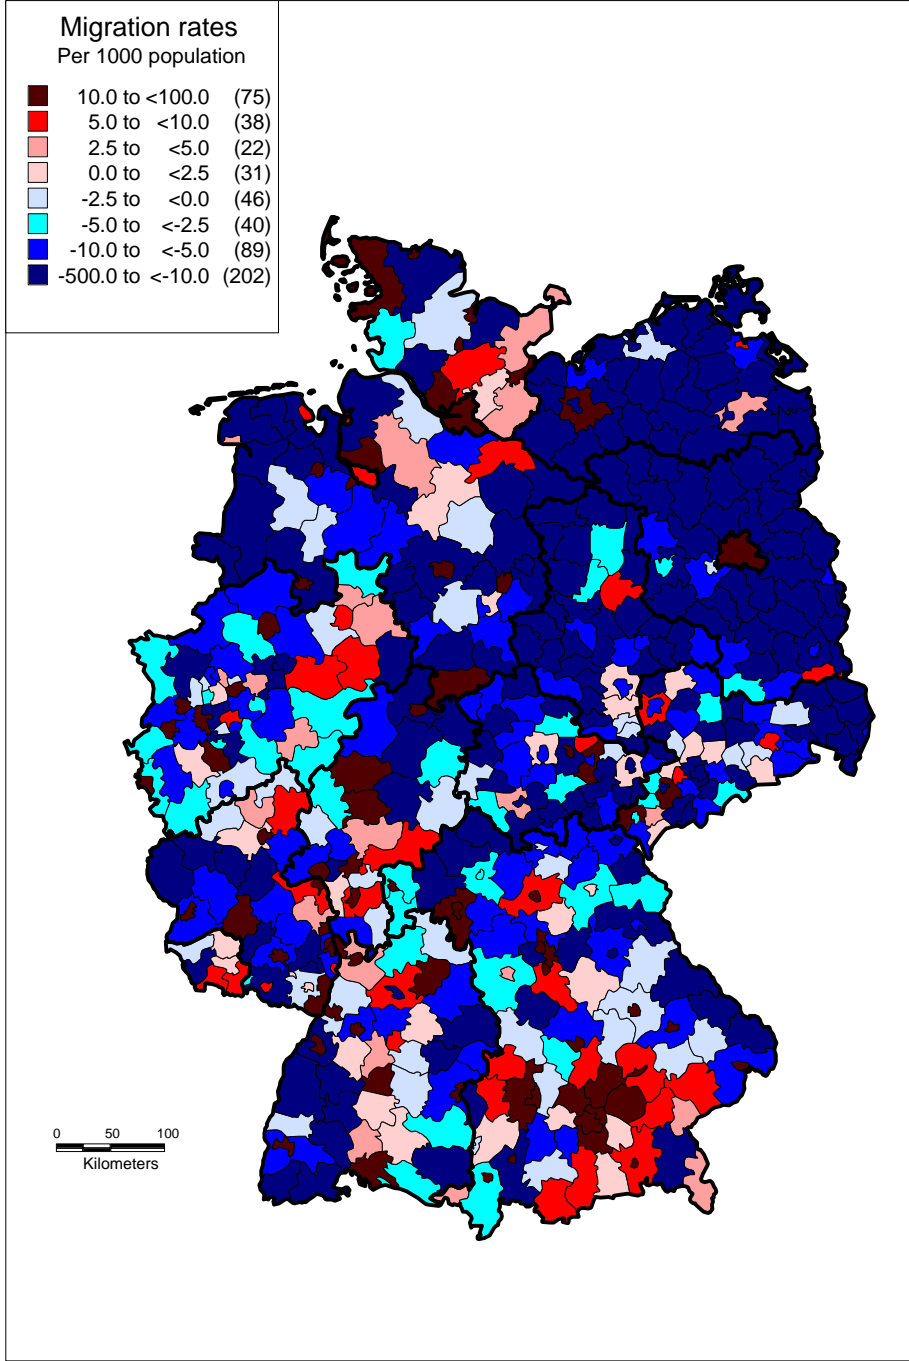 Migration rates
Per 1000 population
10.0 to <100.0 (75)
5.0 to <10.0 (38)
2.5 to <5.0 (22)
0.0 to <2.5 (31)
-2.5 to <0.0 (46)
-5.0 to <-2.5 (40)
-10.0 to <-5.0 (89)
-500.0 to <-10.0 (202)
0 50 100
Kilometers